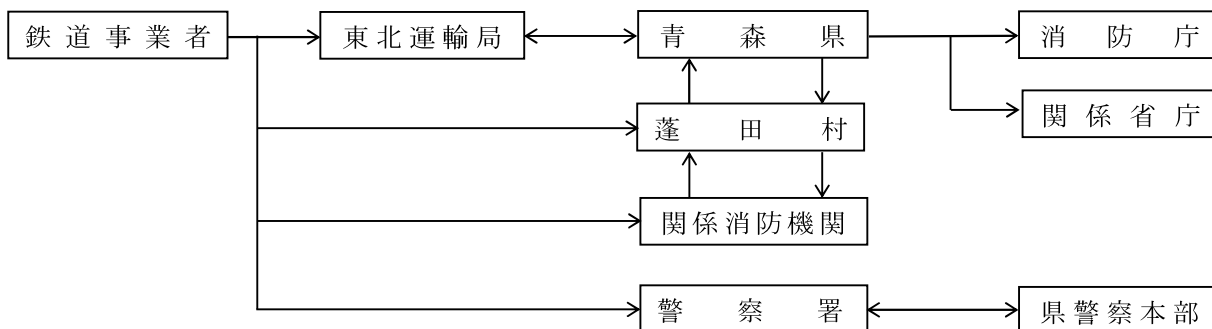 鉄道事業者
東北運輸局
青森県
消防庁
関係省庁
蓬田村
関係消防機関
警察署
県警察本部